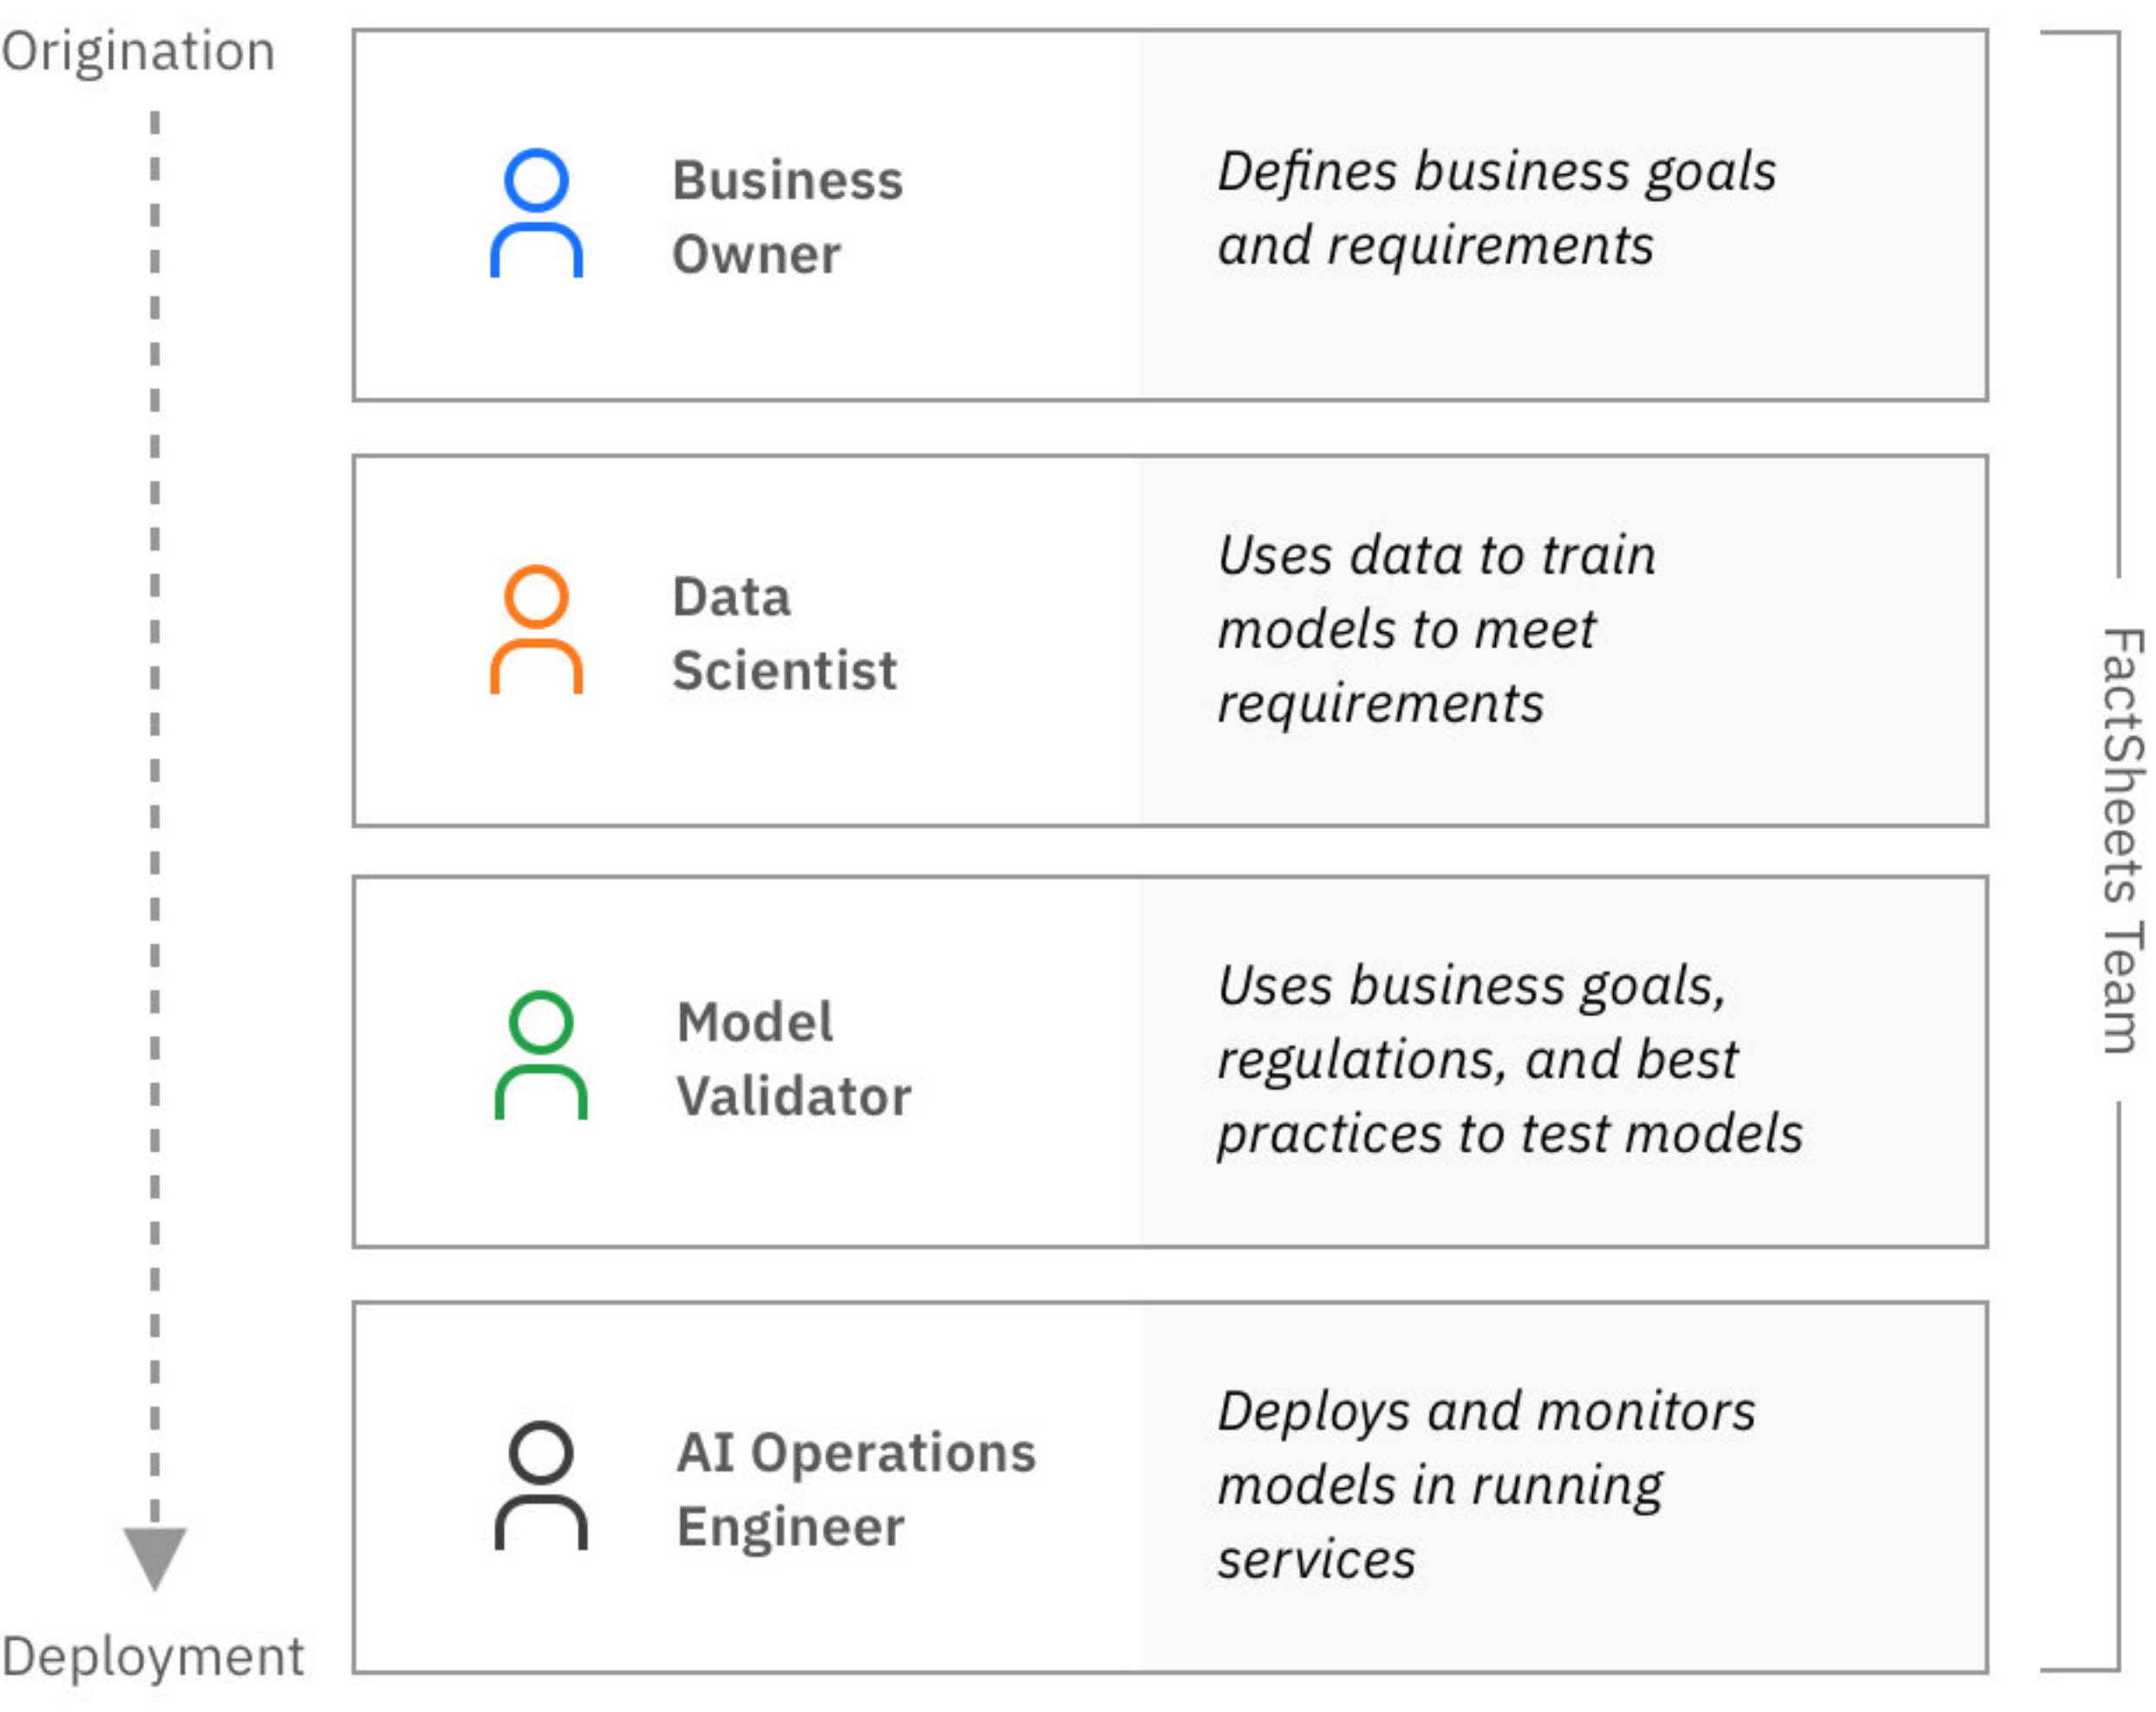 Origination
Business
Owner
Defines business goals
and requirements
Data
Scientist
Uses data to train
models to meet
requirements
Model
Validator
Uses business goals,
regulations, and best
practices to test models
AI Operations
Engineer
Deploys and monitors
models in running
services
Deployment
FactSheets Team